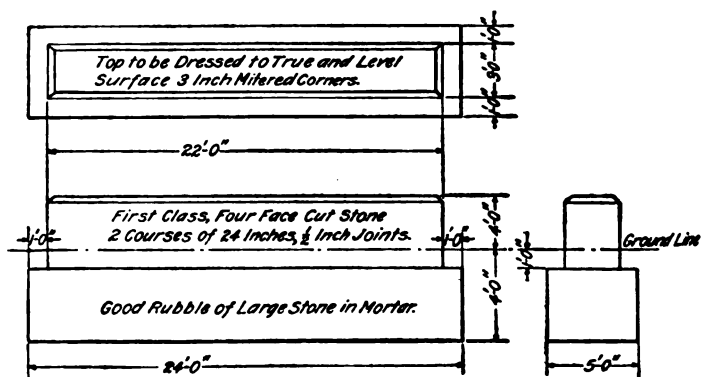 Top to be Dressed to True and Level
Surface 3 Inch Mitered Corners.
1'-0"
3'-0"
1'-0"
22'-0"
First Class, Four Face Cut Stone
2 Courses of 24 Inches, ½ Inch Joints.
1'-0"
1'-0"
4'-0"
1'-0"
Ground Line
Good Rubble of Large Stone in Mortar.
4'-0"
24'-0"
5'-0"